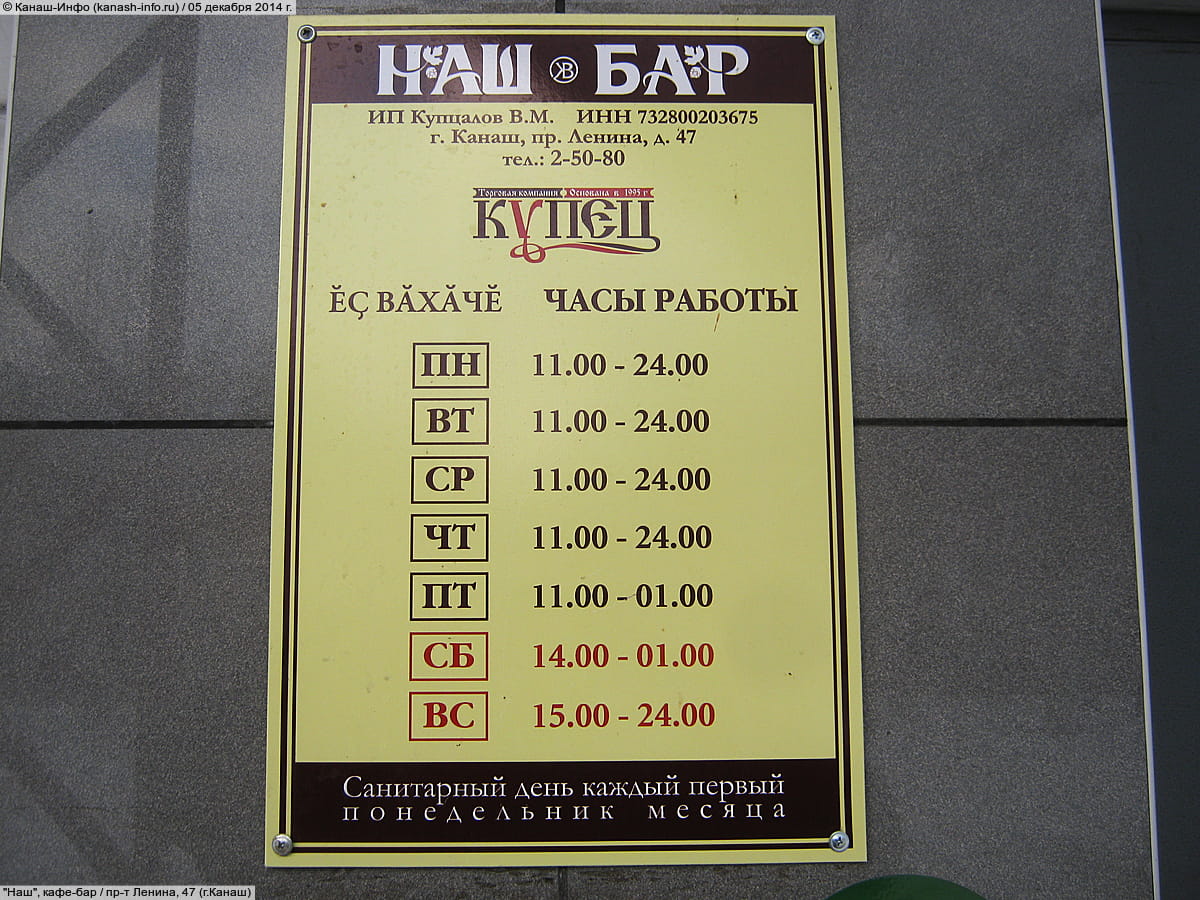 © Канаш-Инфо (kanash-info.ru) / 05 декабря 2014 г.
НАШ КВ БАР
ИП Купцалов В.М. ИНН 732800203675
г. Канаш, пр. Ленина, д. 47
тел.: 2-50-80
Торговая компания Основана в 1995 г
КУПЕЦ
ӖҪ ВӐХӐЧӖ ЧАСЫ РАБОТЫ
ПН 11.00 - 24.00
ВТ 11.00 - 24.00
СР 11.00 - 24.00
ЧТ 11.00 - 24.00
ПТ 11.00 - 01.00
СБ 14.00 - 01.00
ВС 15.00 - 24.00
Санитарный день каждый первый
понедельник месяца
"Наш", кафе-бар / пр-т Ленина, 47 (г.Канаш)